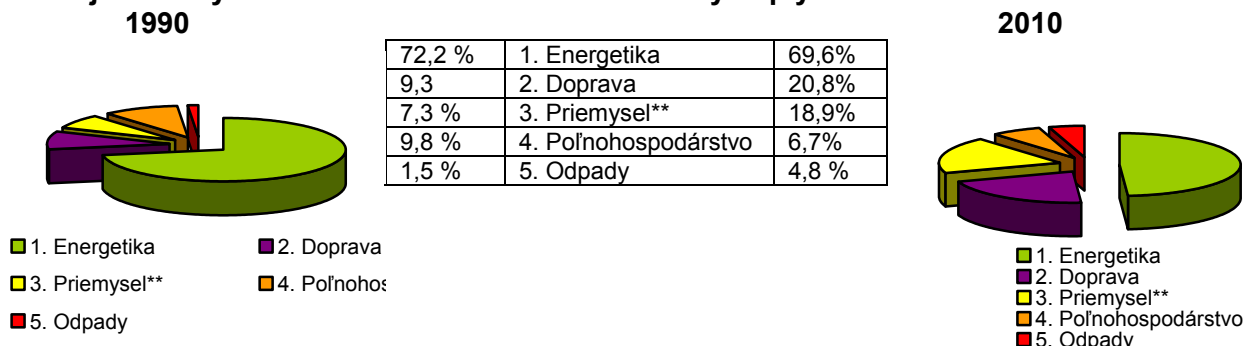 1990
2010
72,2 % 1. Energetika 69,6%
9,3 2. Doprava 20,8%
7,3 % 3. Priemysel** 18,9%
9,8 % 4. Poľnohospodárstvo 6,7%
1,5 % 5. Odpady 4,8 %
1. Energetika 2. Doprava
3. Priemysel** 4. Poľnohos
5. Odpady
1. Energetika
2. Doprava
3. Priemysel**
4. Poľnohospodárstvo
5. Odpady